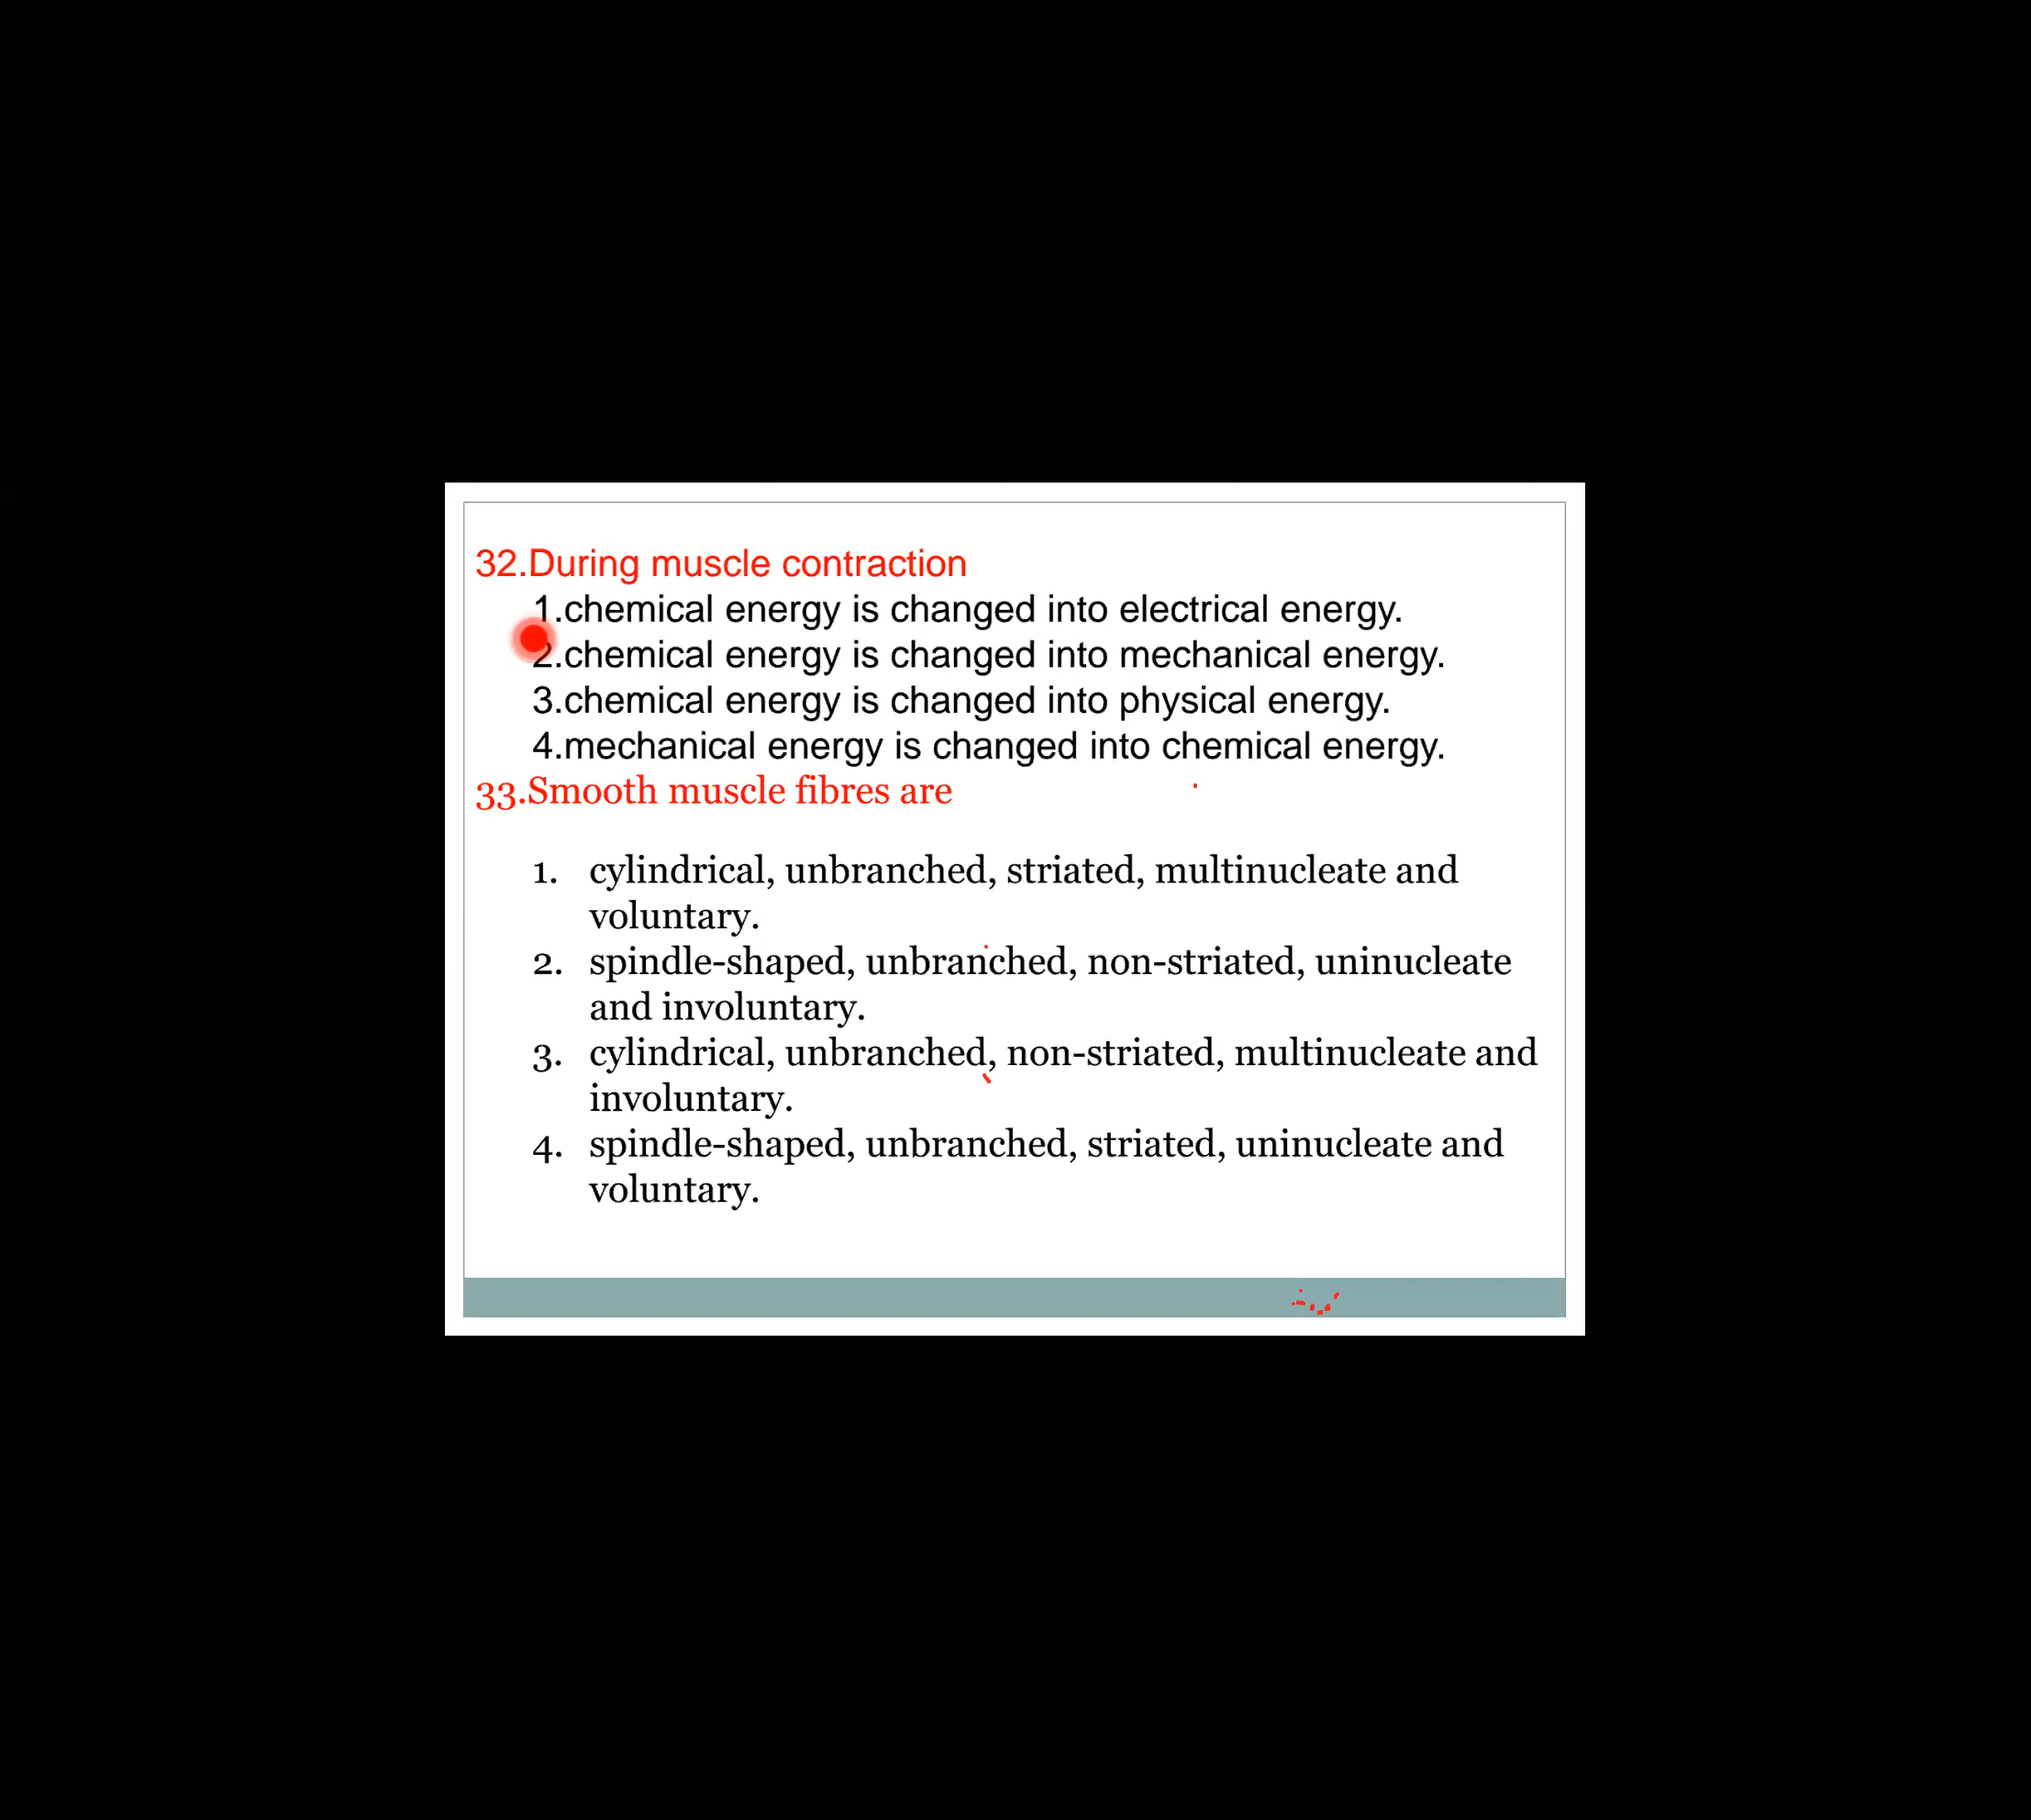 32.During muscle contraction
1.chemical energy is changed into electrical energy.
2.chemical energy is changed into mechanical energy.
3.chemical energy is changed into physical energy.
4.mechanical energy is changed into chemical energy.
33.Smooth muscle fibres are
1. cylindrical, unbranched, striated, multinucleate and
voluntary.
2. spindle-shaped, unbranched, non-striated, uninucleate
and involuntary.
3. cylindrical, unbranched, non-striated, multinucleate and
involuntary.
4. spindle-shaped, unbranched, striated, uninucleate and
voluntary.